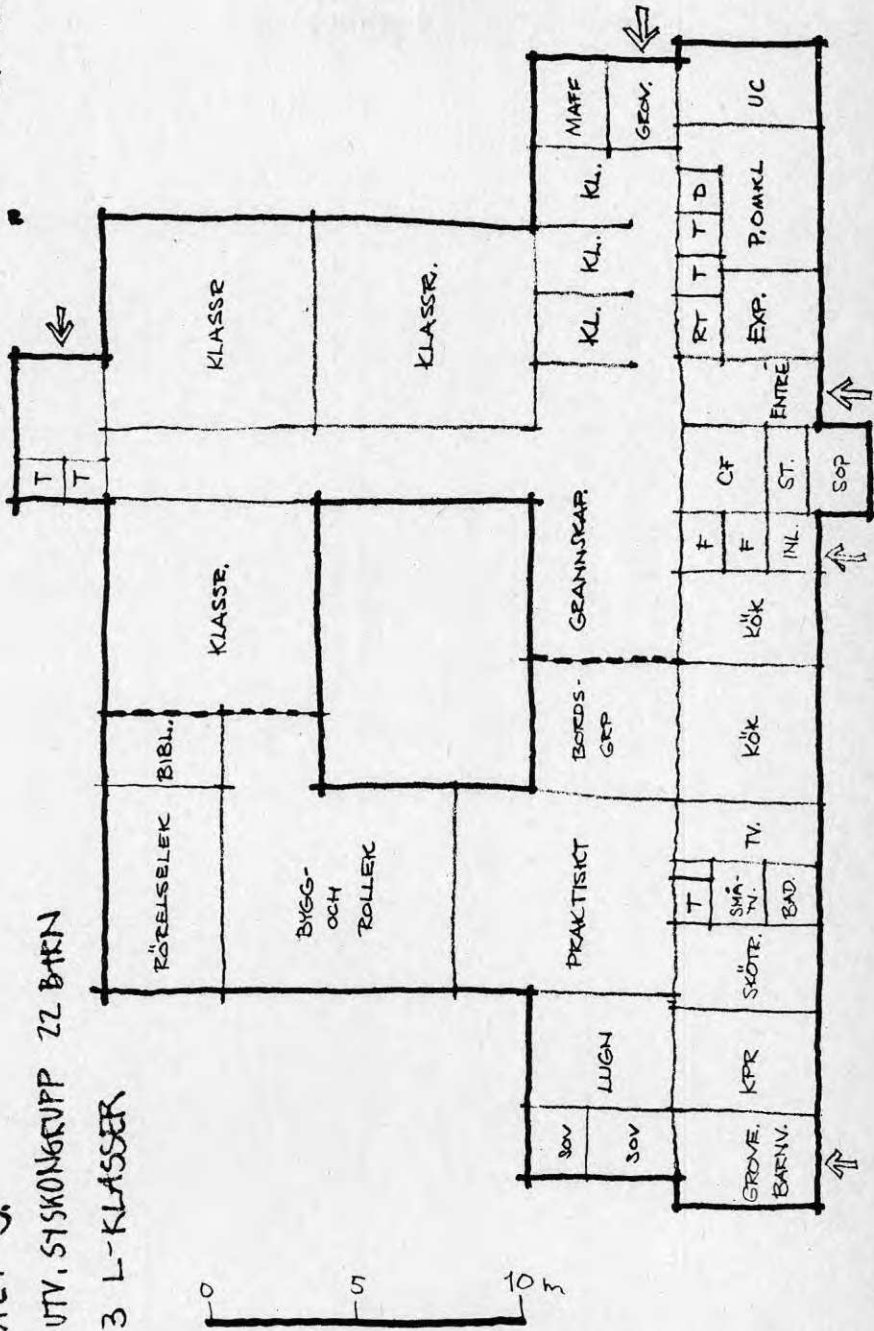 UTV. SYSKONGRUPP 22 BARN
3 L-KLASSER
0 5 10 m
T
T
KLASSR
KLASSR.
KLASSR.
RÖRELSELEK
BIBL.
BYGG-
OCH
ROLLEK
KL.
KL.
KL.
MAFF
GROV.
SOV
SOV
LUGN
PRAKTISKT
BORDS-
GRP
GRANNSKAP.
GROVE.
BARNV.
KPR
SKÖTR.
T
SMÅ-
TV.
BAD.
TV.
KÖK
KÖK
F
F
INL.
CF
ST.
SOP
ENTRÉ
RT
T
T
D
EXP.
P,OMKL
UC